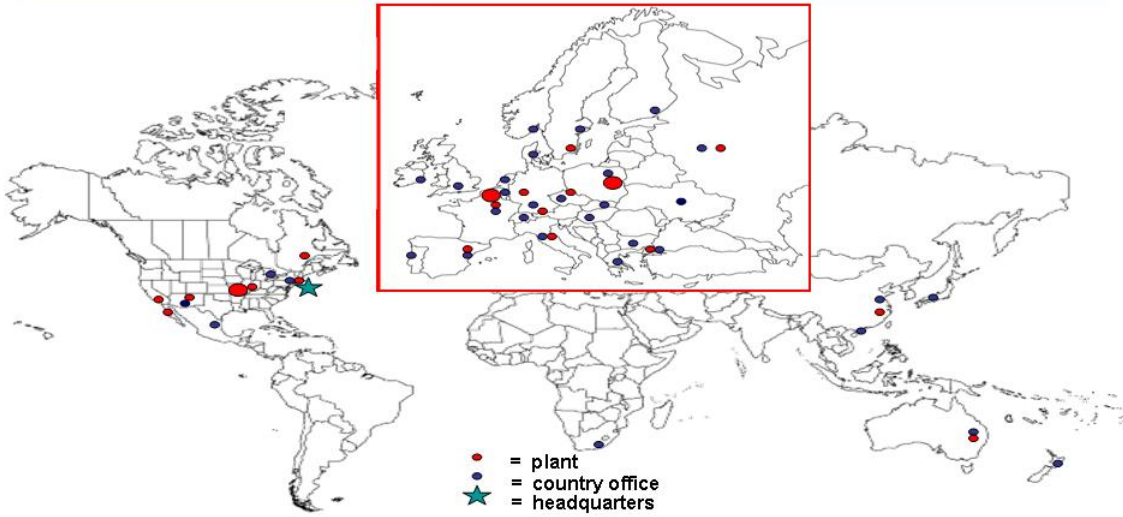 = plant
= country office
= headquarters